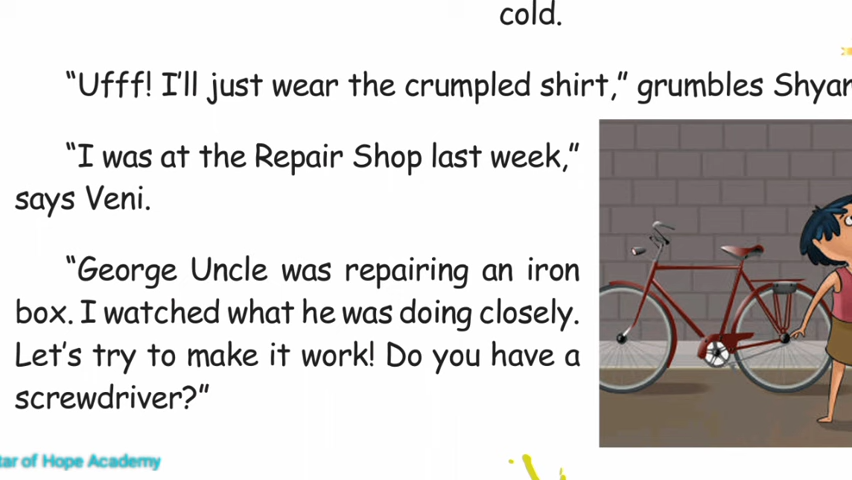 cold.
“Ufff! I’ll just wear the crumpled shirt,” grumbles
“I was at the Repair Shop last week,”
says Veni.
“George Uncle was repairing an iron
box. I watched what he was doing closely.
Let’s try to make it work! Do you have a
screwdriver?”
of Hope Academy